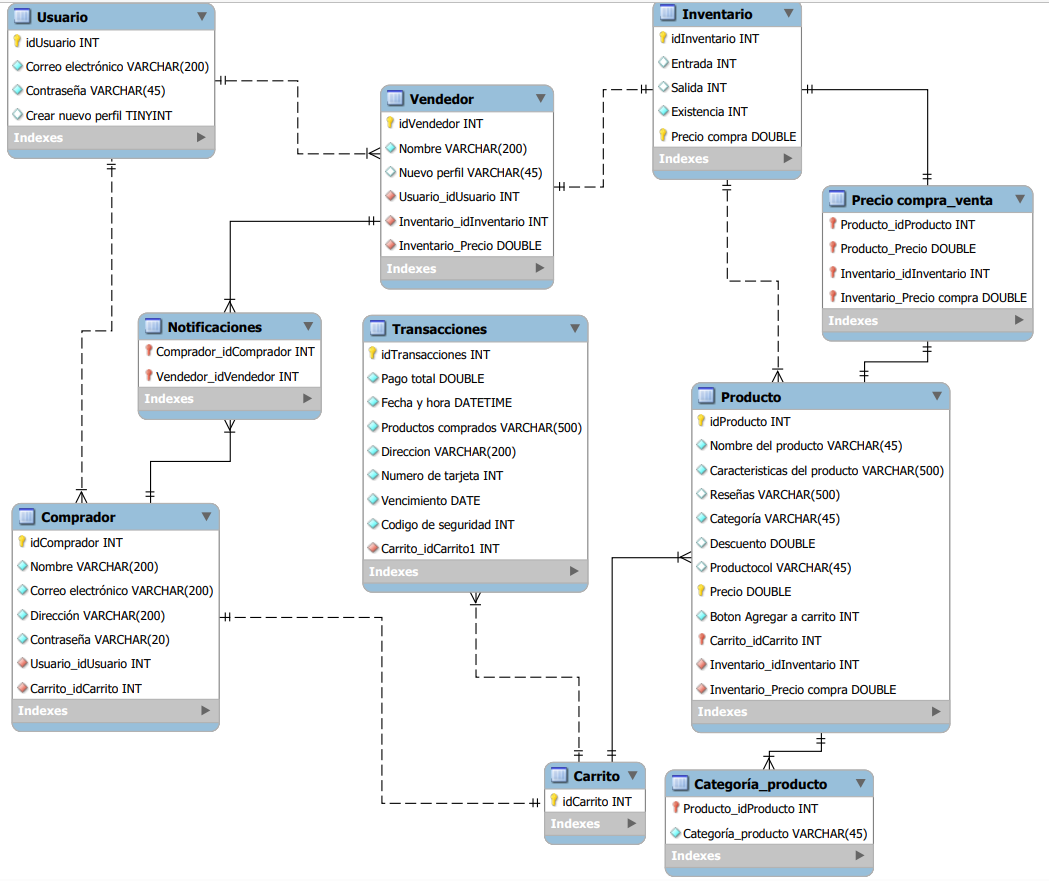 Usuario
idUsuario INT
Correo electrónico VARCHAR(200)
Contraseña VARCHAR(45)
Crear nuevo perfil TINYINT
Indexes
Vendedor
idVendedor INT
Nombre VARCHAR(200)
Nuevo perfil VARCHAR(45)
Usuario_idUsuario INT
Inventario_idInventario INT
Inventario_Precio DOUBLE
Indexes
Inventario
idInventario INT
Entrada INT
Salida INT
Existencia INT
Precio compra DOUBLE
Indexes
Precio compra_venta
Producto_idProducto INT
Producto_Precio DOUBLE
Inventario_idInventario INT
Inventario_Precio compra DOUBLE
Indexes
Notificaciones
Comprador_idComprador INT
Vendedor_idVendedor INT
Indexes
Transacciones
idTransacciones INT
Pago total DOUBLE
Fecha y hora DATETIME
Productos comprados VARCHAR(500)
Direccion VARCHAR(200)
Numero de tarjeta INT
Vencimiento DATE
Codigo de seguridad INT
Carrito_idCarrito1 INT
Indexes
Producto
idProducto INT
Nombre del producto VARCHAR(45)
Caracteristicas del producto VARCHAR(500)
Reseñas VARCHAR(500)
Categoría VARCHAR(45)
Descuento DOUBLE
Productocol VARCHAR(45)
Precio DOUBLE
Boton Agregar a carrito INT
Carrito_idCarrito INT
Inventario_idInventario INT
Inventario_Precio compra DOUBLE
Indexes
Comprador
idComprador INT
Nombre VARCHAR(200)
Correo electrónico VARCHAR(200)
Dirección VARCHAR(200)
Contraseña VARCHAR(20)
Usuario_idUsuario INT
Carrito_idCarrito INT
Indexes
Carrito
idCarrito INT
Indexes
Categoría_producto
Producto_idProducto INT
Categoría_producto VARCHAR(45)
Indexes